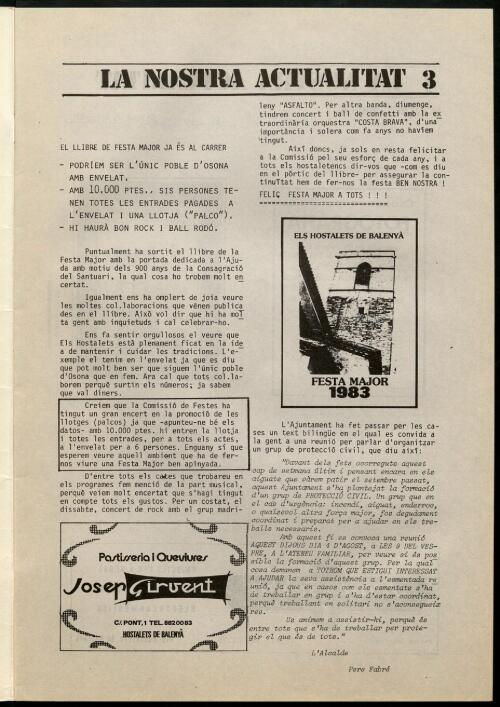 LA NOSTRA ACTUALITAT 3
EL LLIBRE DE FESTA MAJOR JA ÉS AL CARRER
- PODRÍEM SER L'ÚNIC POBLE D'OSONA
AMB ENVELAT.
- AMB 10.000 PTES., SIS PERSONES TE-
NEN TOTES LES ENTRADES PAGADES A
L'ENVELAT I UNA LLOTJA ("PALCO").
- HI HAURÀ BON ROCK I BALL RODÓ.
Puntualment ha sortit el llibre de la
Festa Major amb la portada dedicada a l'Aju-
da amb motiu dels 900 anys de la Consagració
del Santuari, la qual cosa ho trobem molt en
certat.
Igualment ens ha omplert de joia veure
les moltes col.laboracions que vénen publica
des en el llibre. Això vol dir que hi ha mol
ta gent amb inquietuds i cal celebrar-ho.
Ens fa sentir orgullosos el veure que
Els Hostalets està plenament ficat en la ide
a de mantenir i cuidar les tradicions. L'e-
xemple el tenim en l'envelat ja que es diu
que pot molt ben ser que siguem l'únic poble
d'Osona que en fem. Ara cal que tots col.la-
borem perquè surtin els números; ja sabem
que val diners.
Creiem que la Comissió de Festes ha
tingut un gran encert en la promoció de les
llotges (palcos) ja que -apunteu-ne bé els
datos- amb 10.000 ptes. hi entren la llotja
i totes les entrades, per a tots els actes,
a l'envelat per a 6 persones. Enguany sí que
esperem veure aquell ambient que ha de fer-
nos viure una Festa Major ben apinyada.
D'entre tots els cates que trobareu en
els programes fem menció de la part musical,
perquè veiem molt encertat que s'hagi tingut
en compte tots els gustos. Per un costat, el
dissabte, concert de rock amb el grup madri-
Pastisseria i Queviures
Josep Girvent
C/. PONT, 1 TEL. 8820083
HOSTALETS DE BALENYÀ
leny "ASFALTO". Per altra banda, diumenge,
tindrem concert i ball de confetti amb la ex
traordinària orquestra "COSTA BRAVA", d'una
importància i solera com fa anys no havíem
tingut.
Així doncs, ja sols en resta felicitar
a la Comissió pel seu esforç de cada any, i a
tots els hostaletencs dir-vos que -com es diu
en el pòrtic del llibre- per assegurar la con-
tinuïtat hem de fer-nos la festa BEN NOSTRA !
FELIÇ FESTA MAJOR A TOTS ! ! !
ELS HOSTALETS DE BALENYÀ
FESTA MAJOR
1983
L'Ajuntament ha fet passar per les ca-
ses un text bilingüe en el qual es convida a
la gent a una reunió per parlar d'organitzar
un grup de protecció civil, que diu així:
"Davant dels fets ocorreguts aquest
cap de setmana últim i pensant encara en els
aiguats que vàrem patir el setembre passat,
aquest Ajuntament s'ha plantejat la formació
d'un grup de PROTECCIÓ CIVIL. Un grup que en
el cas d'urgència: incendi, aiguat, enderroc,
o qualsevol altra força major, fos degudament
coordinat i preparat per a ajudar en els tre-
balls necessaris.
Amb aquest fi es convoca una reunió
AQUEST DIJOUS DIA 4 D'AGOST, A LES 9 DEL VES-
PRE, A L'ATENEU FAMILIAR, per veure si és pos
sible la formació d'aquest grup. Per la qual
cosa demanem a TOTHOM QUE ESTIGUI INTERESSAT
A AJUDAR la seva assistència a l'esmentada re
unió, ja que en casos com els esmentats s'ha
de treballar en grup i s'ha d'estar coordinat,
perquè treballant en solitari no s'aconsegueix
res.
Us animem a assistir-hi, perquè és
entre tots que s'ha de treballar per prote-
gir el que és de tots."
L'Alcalde
Pere Fabré